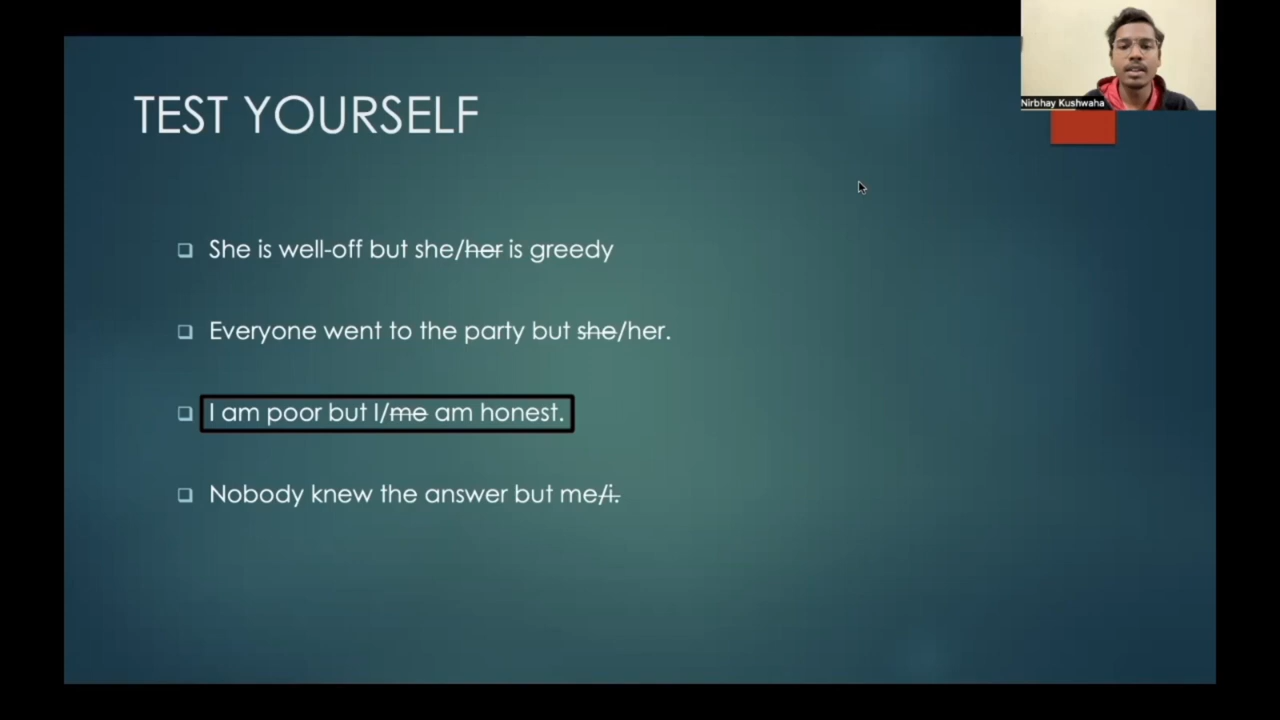 Nirbhay Kushwaha
TEST YOURSELF
She is well-off but she/her is greedy
Everyone went to the party but she/her.
I am poor but I/me am honest.
Nobody knew the answer but me/i.